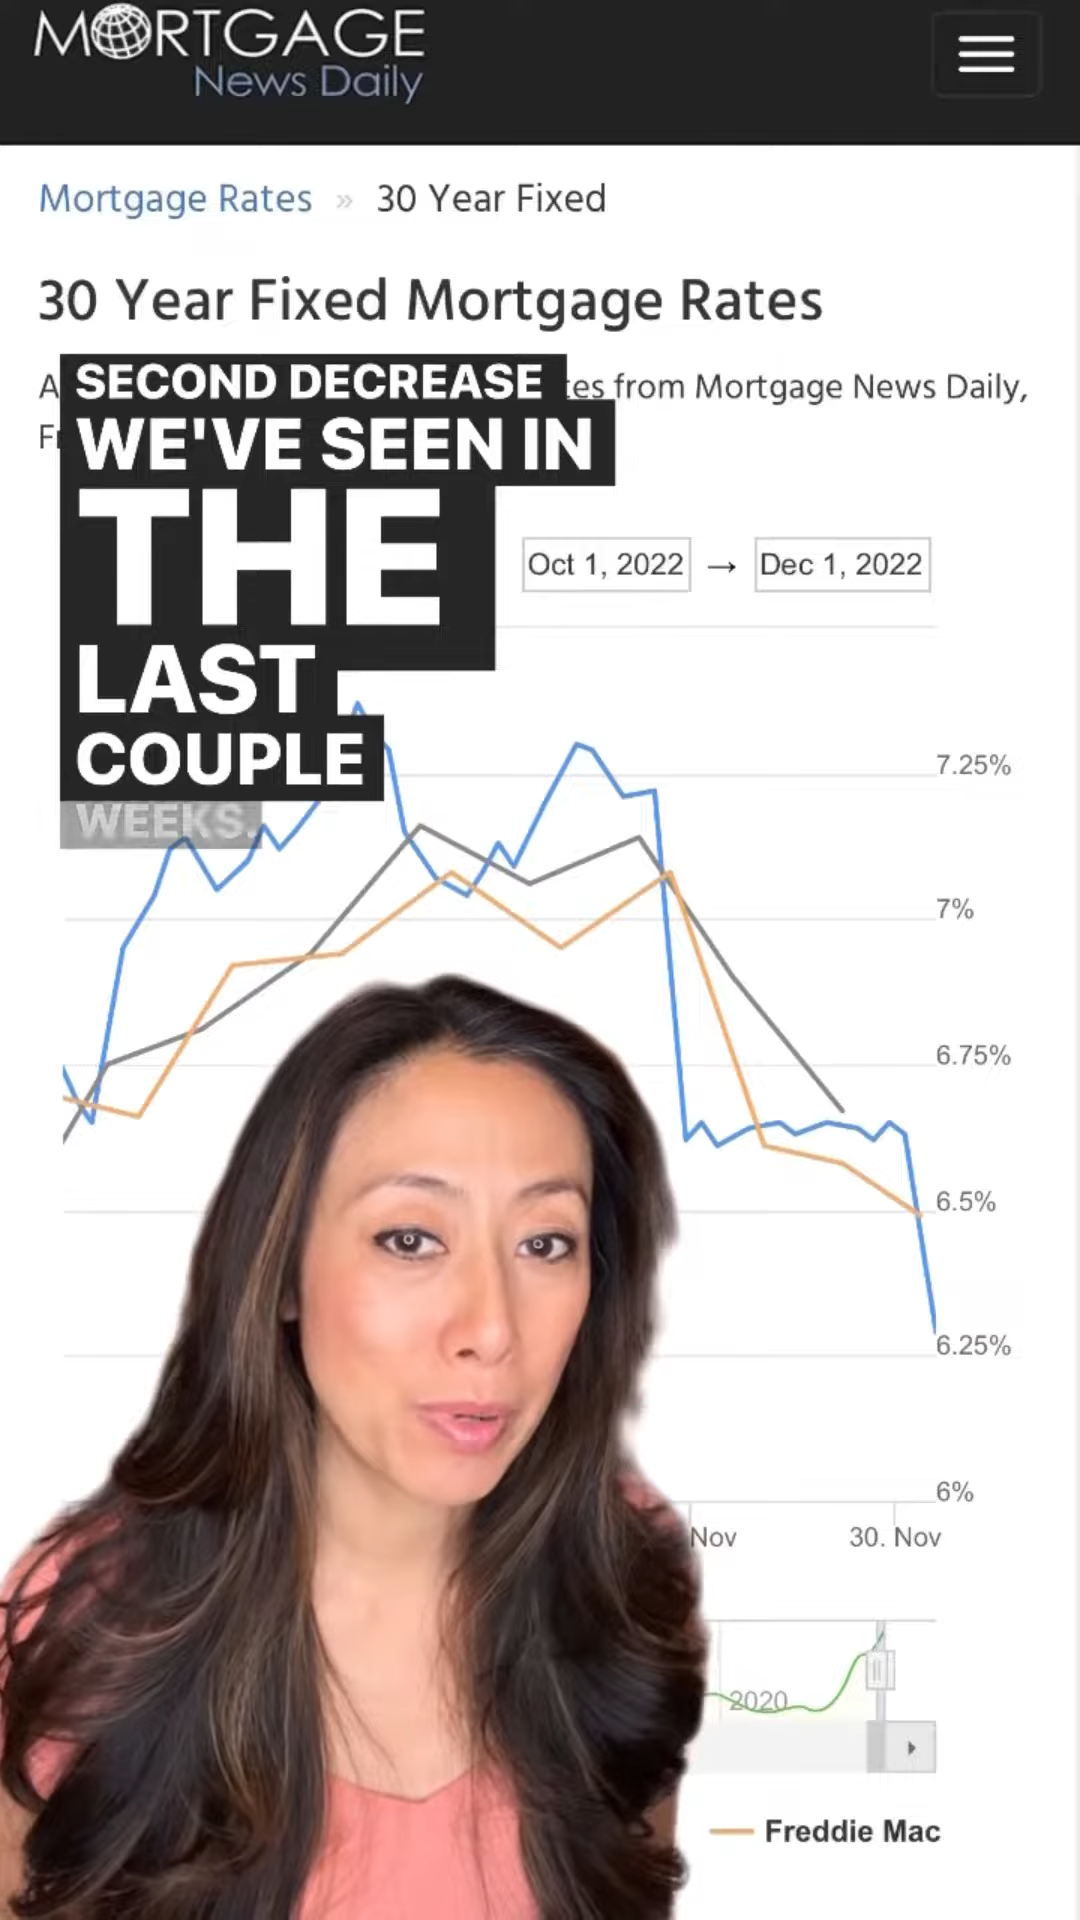 MORTGAGE
News Daily
Mortgage Rates » 30 Year Fixed
30 Year Fixed Mortgage Rates
from Mortgage News Daily,
SECOND DECREASE
WE'VE SEEN IN
THE
LAST
COUPLE
WEEKS.
Oct 1, 2022 → Dec 1, 2022
7.25%
7%
6.75%
6.5%
6.25%
6%
Nov 30. Nov
2020
Freddie Mac